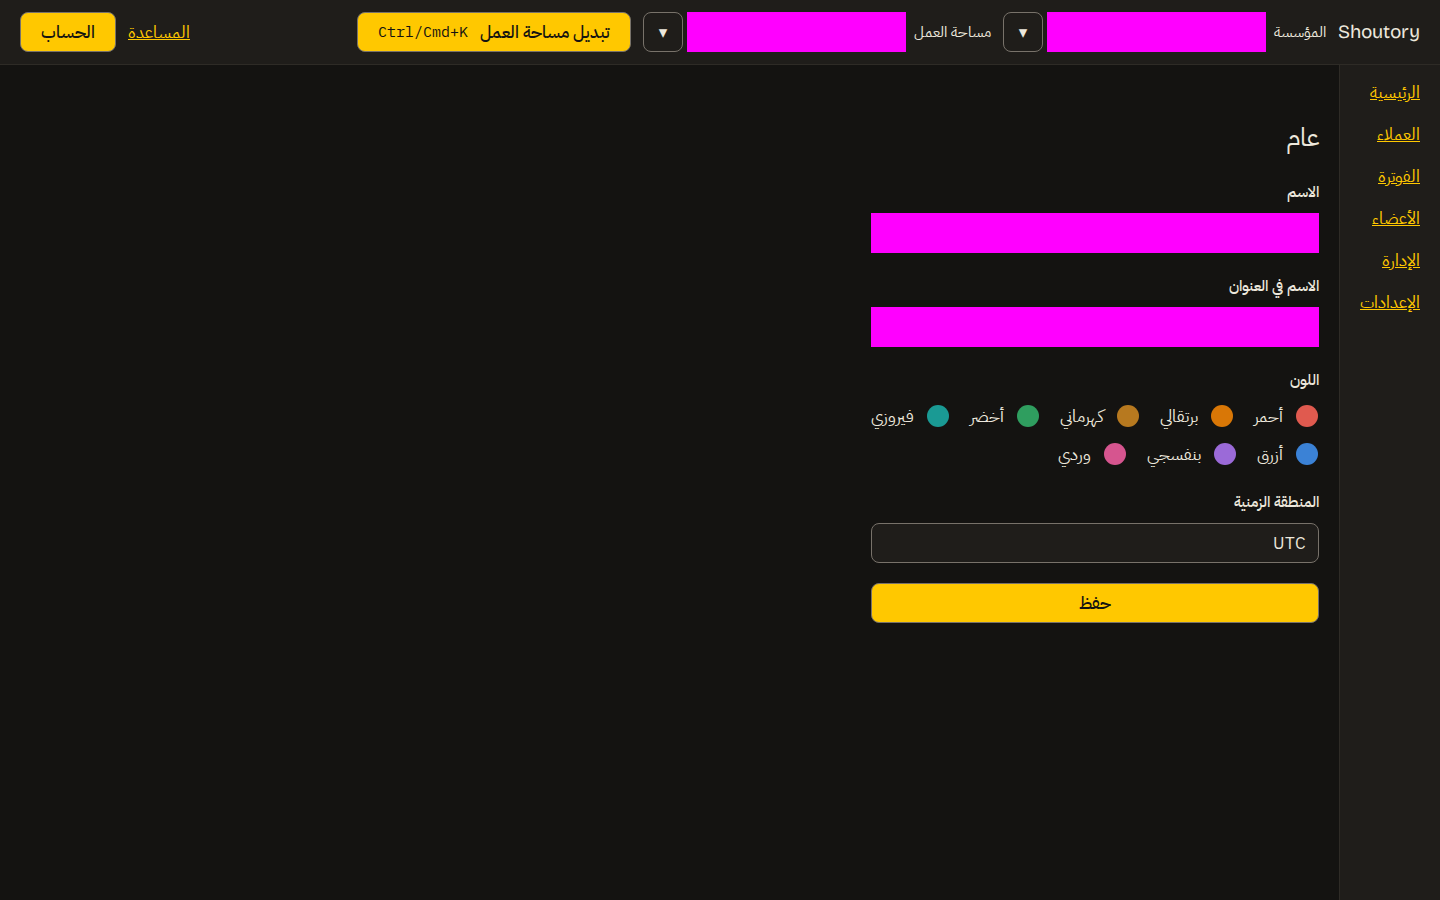 Shoutory المؤسسة ▼ مساحة العمل ▼ تبديل مساحة العمل Ctrl/Cmd+K المساعدة الحساب
الرئيسية
العملاء
الفوترة
الأعضاء
الإدارة
الإعدادات
عام
الاسم
الاسم في العنوان
اللون
أحمر برتقالي كهرماني أخضر فيروزي
أزرق بنفسجي وردي
المنطقة الزمنية
UTC
حفظ